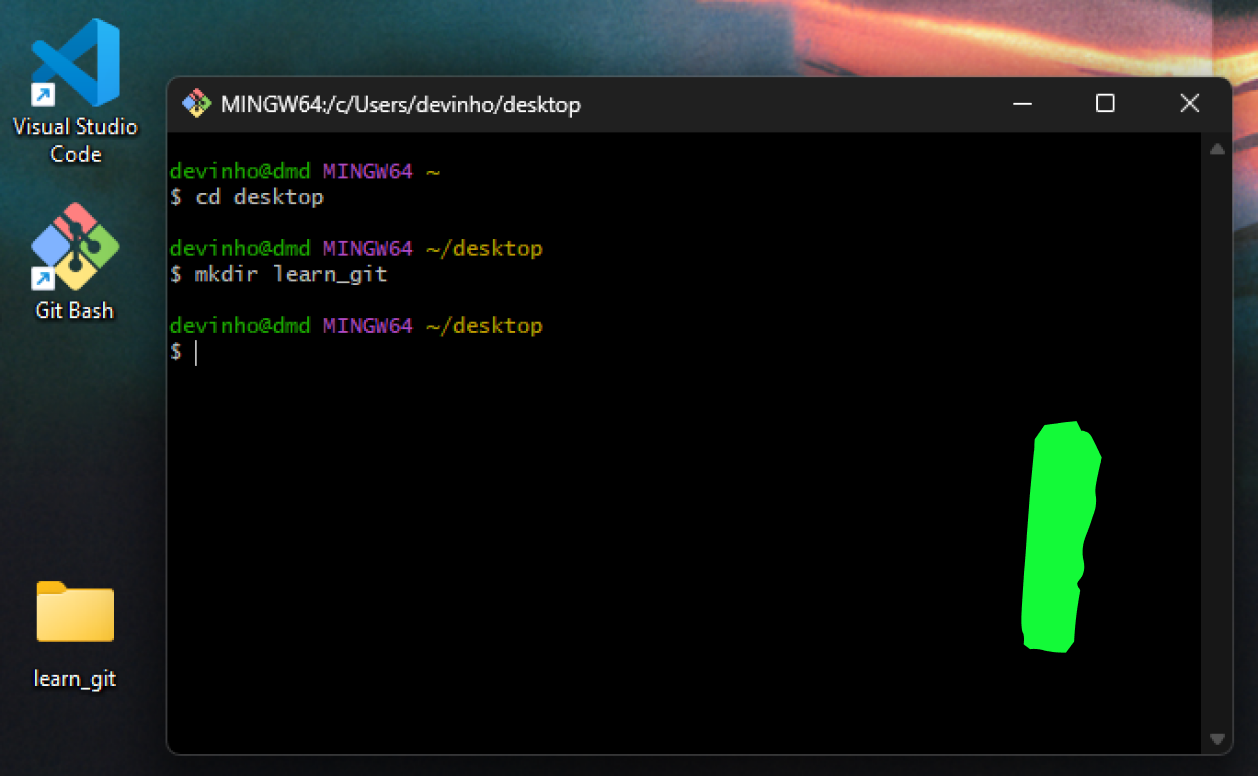 Visual Studio
Code
Git Bash
learn_git
MINGW64:/c/Users/devinho/desktop
devinho@dmd MINGW64 ~
$ cd desktop
devinho@dmd MINGW64 ~/desktop
$ mkdir learn_git
devinho@dmd MINGW64 ~/desktop
$